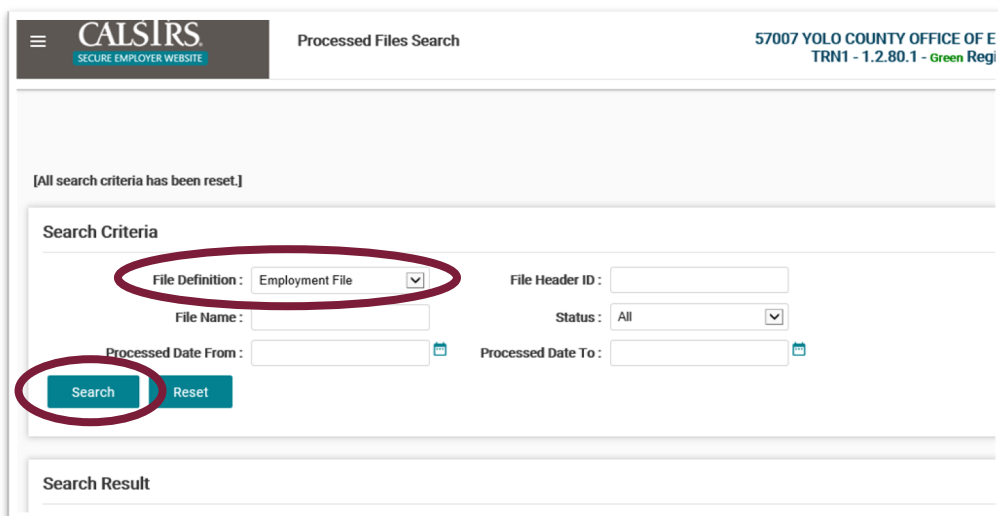 CALSTRS
SECURE EMPLOYER WEBSITE
Processed Files Search
57007 YOLO COUNTY OFFICE OF E
TRN1 - 1.2.80.1 - Green Regi
[All search criteria has been reset.]
Search Criteria
File Definition : Employment File File Header ID :
File Name : Status : All
Processed Date From : Processed Date To :
Search Reset
Search Result